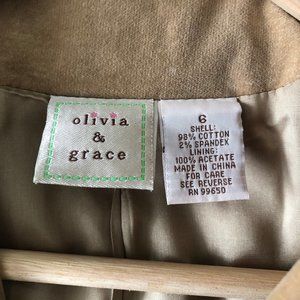 olivia
&
grace
6
SHELL:
98% COTTON
2% SPANDEX
LINING:
100% ACETATE
MADE IN CHINA
FOR CARE
SEE REVERSE
RN 99650